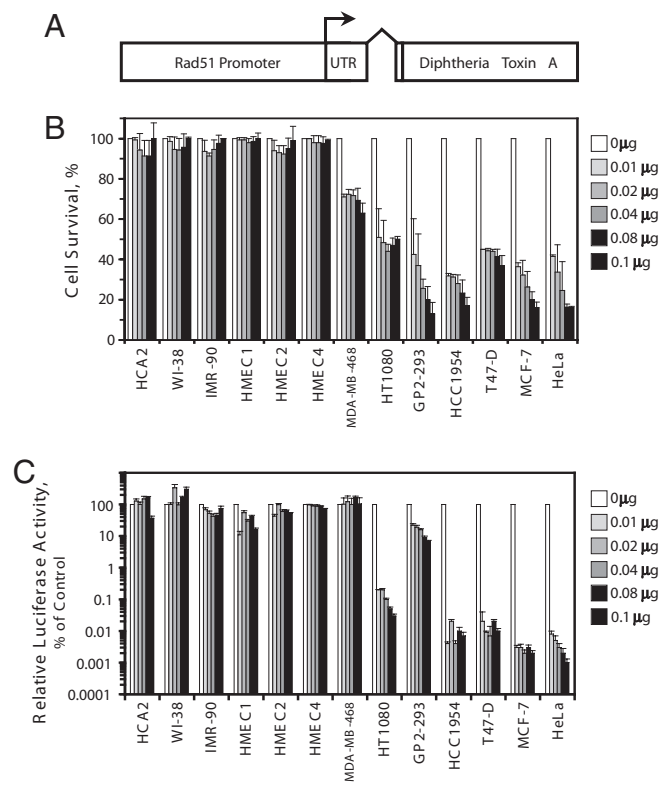 A
Rad51 Promoter
UTR
Diphtheria Toxin A
B
Cell Survival, %
100
80
60
40
20
0
HCA2
WI-38
IMR-90
HMEC1
HMEC2
HMEC4
MDA-MB-468
HT1080
GP2-293
HCC1954
T47-D
MCF-7
HeLa
0µg
0.01 µg
0.02 µg
0.04 µg
0.08 µg
0.1 µg
C
Relative Luciferase Activity,
% of Control
100
10
1
0.1
0.01
0.001
0.0001
HCA2
WI-38
IMR-90
HMEC1
HMEC2
HMEC4
MDA-MB-468
HT1080
GP2-293
HCC1954
T47-D
MCF-7
HeLa
0µg
0.01 µg
0.02 µg
0.04 µg
0.08 µg
0.1 µg